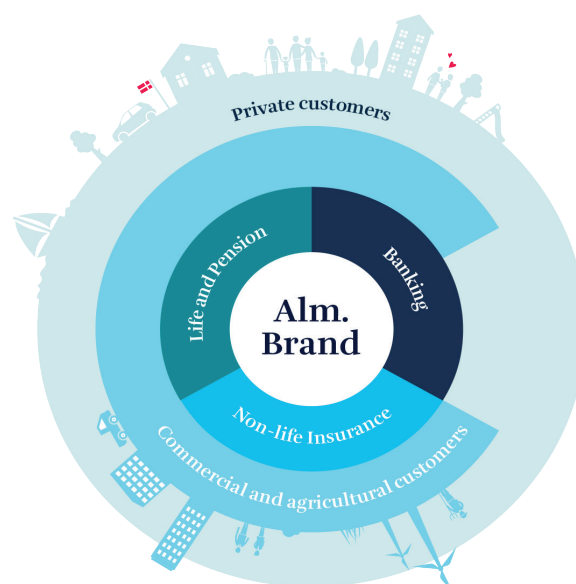 Private customers
Life and Pension
Banking
Alm.
Brand
Non-life Insurance
Commercial and agricultural customers